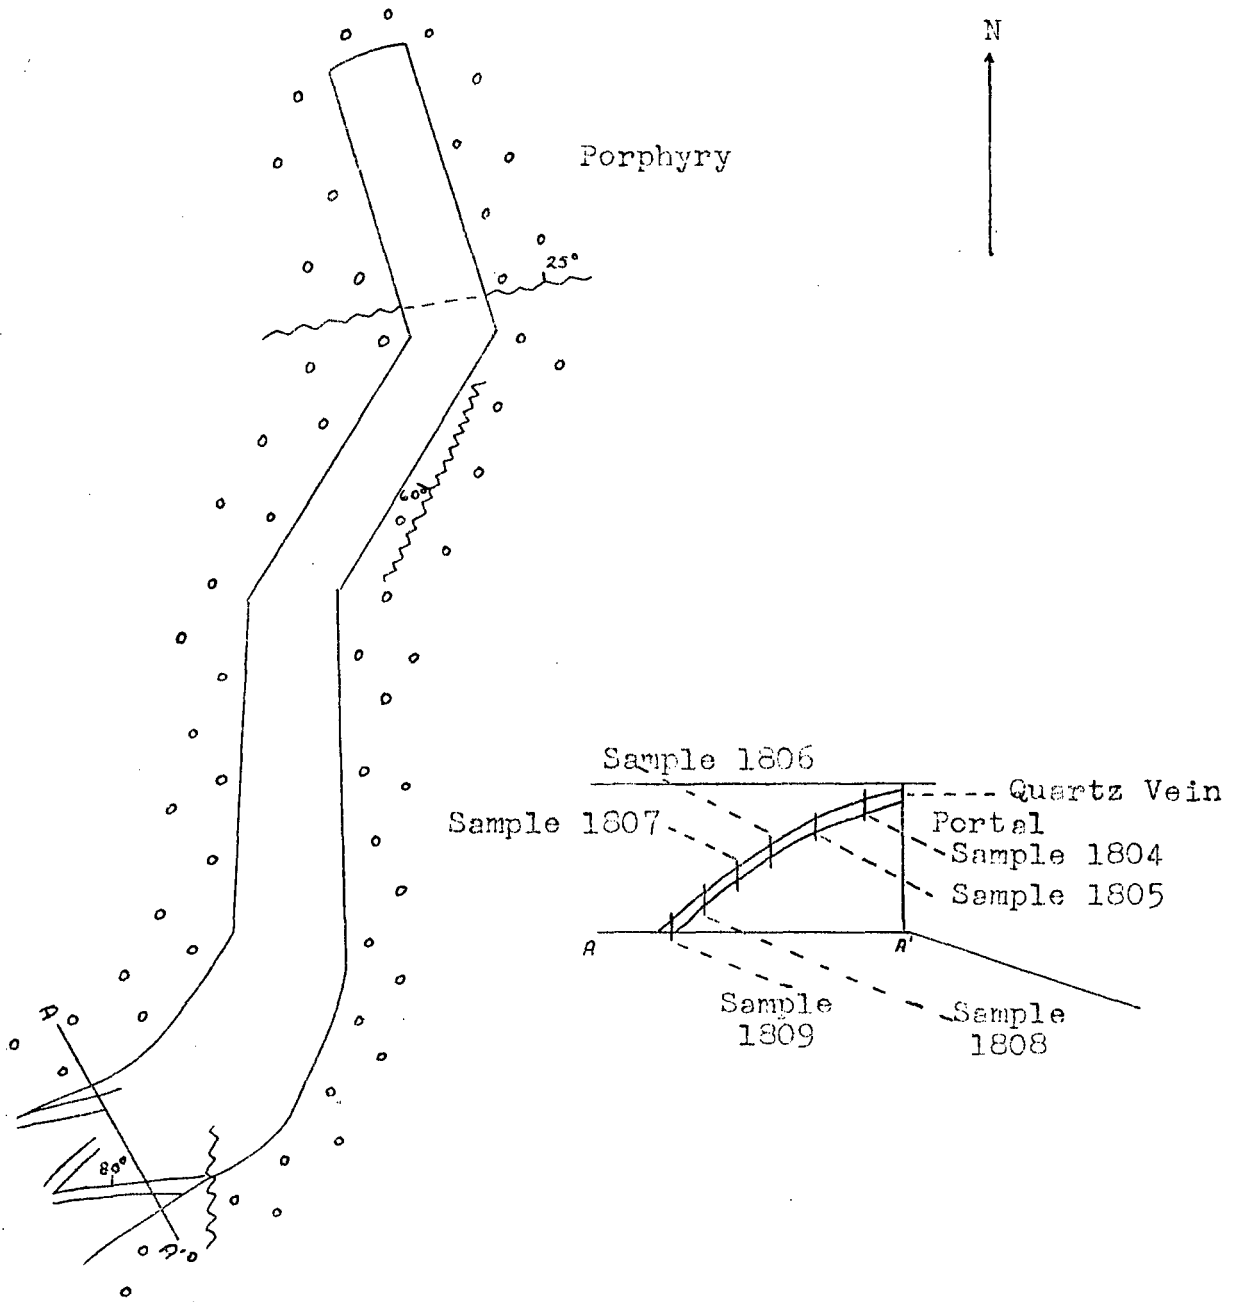 N
Porphyry
25°
60°
Sample 1806
Quartz Vein
Sample 1807
Portal
Sample 1804
Sample 1805
A
A'
Sample
1809
Sample
1808
A
80°
A'